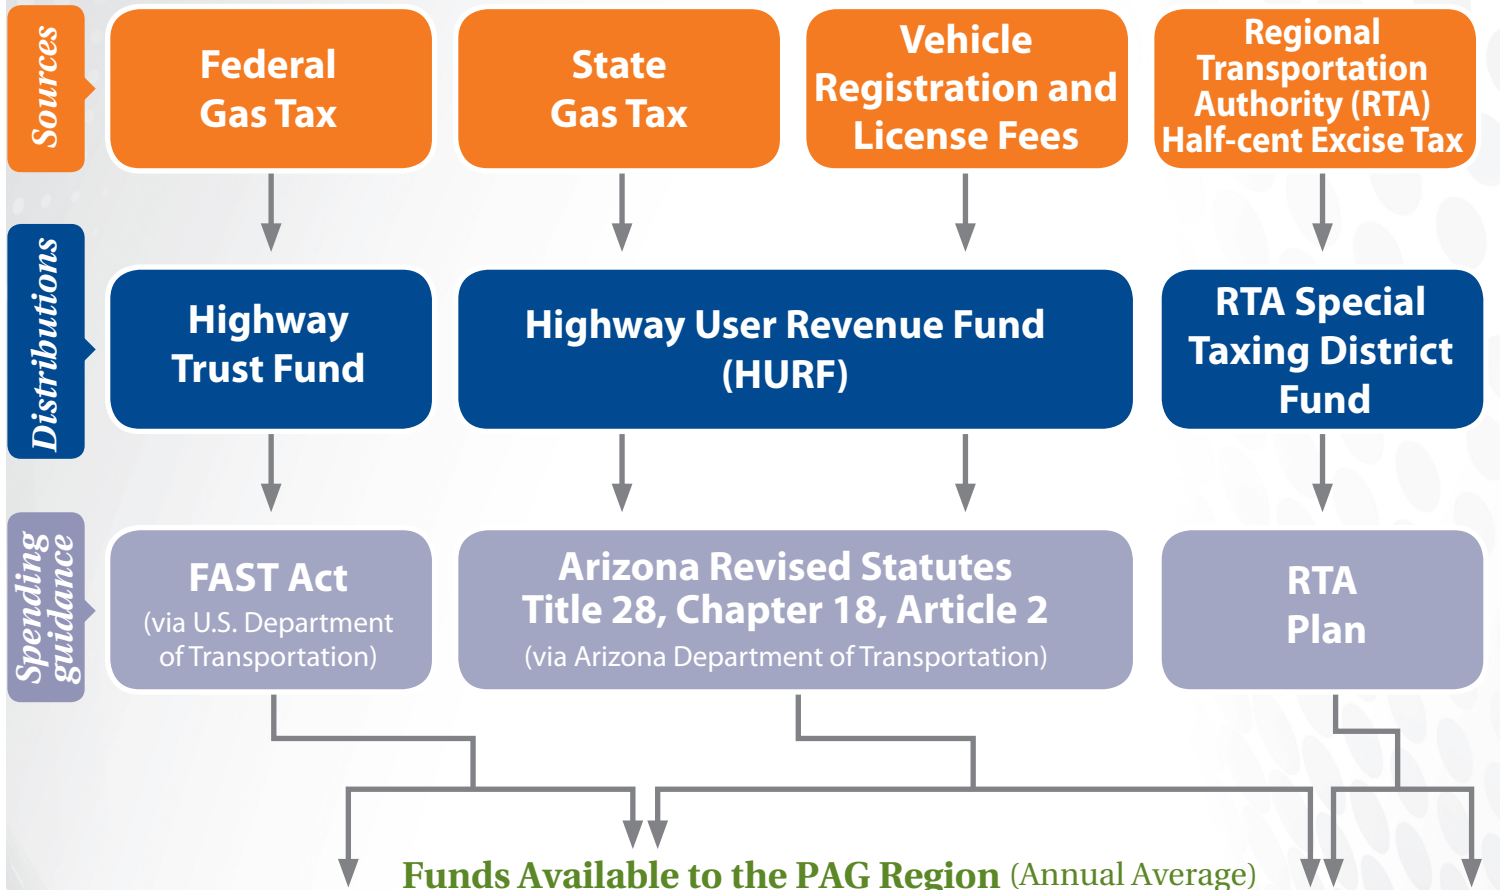 Sources
Federal
Gas Tax
State
Gas Tax
Vehicle
Registration and
License Fees
Regional
Transportation
Authority (RTA)
Half-cent Excise Tax
Distributions
Highway
Trust Fund
Highway User Revenue Fund
(HURF)
RTA Special
Taxing District
Fund
Spending
guidance
FAST Act
(via U.S. Department
of Transportation)
Arizona Revised Statutes
Title 28, Chapter 18, Article 2
(via Arizona Department of Transportation)
RTA
Plan
Funds Available to the PAG Region (Annual Average)